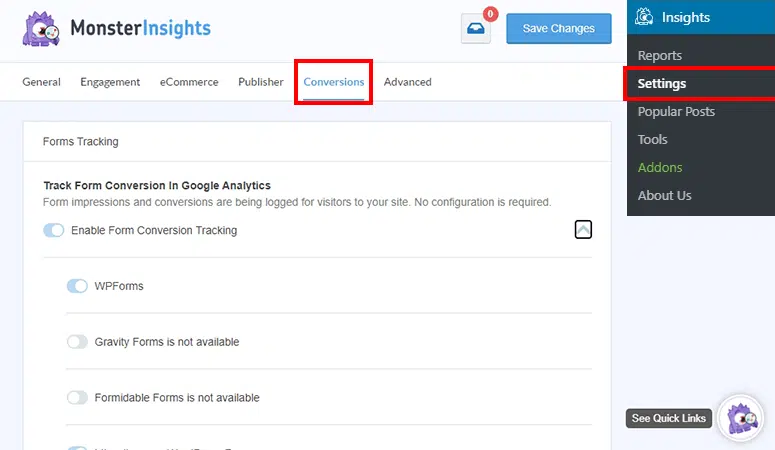 MonsterInsights
0
Save Changes
General Engagement eCommerce Publisher Conversions Advanced
Forms Tracking
Track Form Conversion In Google Analytics
Form impressions and conversions are being logged for visitors to your site. No configuration is required.
Enable Form Conversion Tracking
WPForms
Gravity Forms is not available
Formidable Forms is not available
Insights
Reports
Settings
Popular Posts
Tools
Addons
About Us
See Quick Links